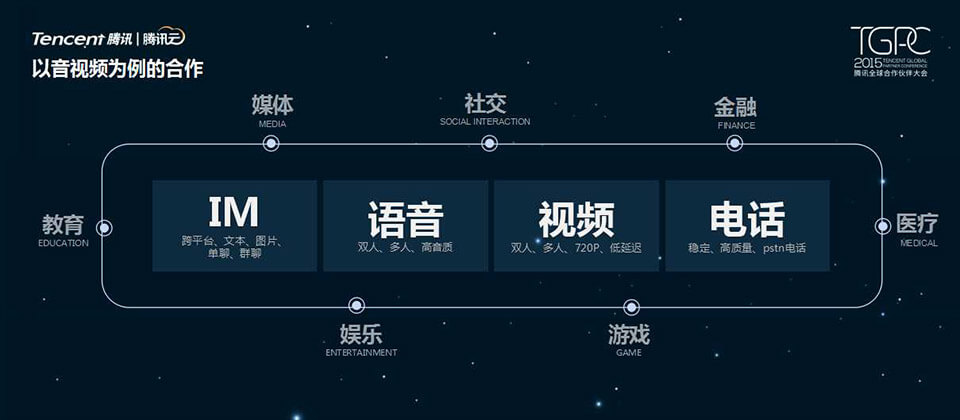 Tencent 腾讯 | 腾讯云
以音视频为例的合作
TGPC
2015 TENCENT GLOBAL
PARTNER CONFERENCE
腾讯全球合作伙伴大会
媒体
MEDIA
社交
SOCIAL INTERACTION
金融
FINANCE
教育
EDUCATION
IM
跨平台、文本、图片、
单聊、群聊
语音
双人、多人、高音质
视频
双人、多人、720P、低延迟
电话
稳定、高质量、pstn电话
医疗
MEDICAL
娱乐
ENTERTAINMENT
游戏
GAME